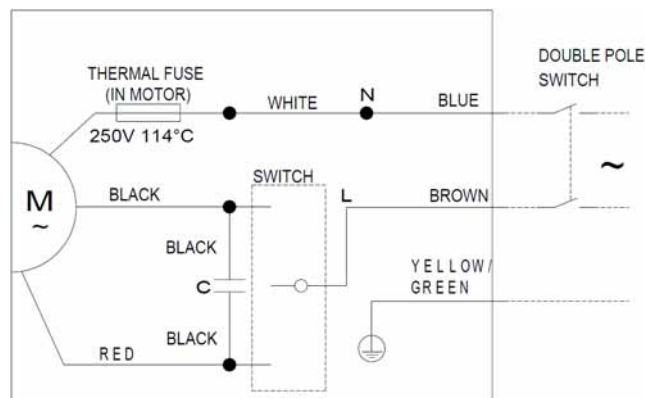 DOUBLE POLE
SWITCH
THERMAL FUSE
(IN MOTOR)
250V 114°C
WHITE
N
BLUE
~
M
~
BLACK
SWITCH
L
BROWN
BLACK
C
YELLOW/
GREEN
BLACK
RED